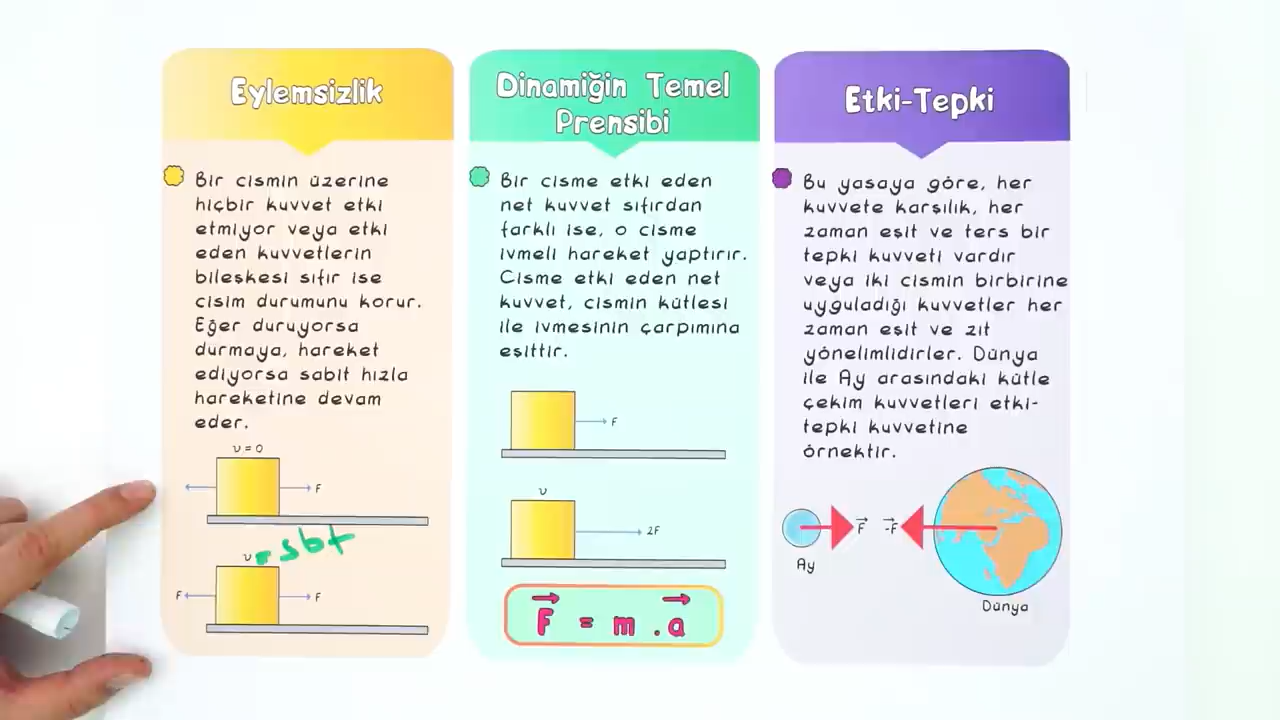 Eylemsizlik
Bir cismin üzerine
hiçbir kuvvet etki
etmiyor veya etki
eden kuvvetlerin
bileşkesi sıfır ise
cisim durumunu korur.
Eğer duruyorsa
durmaya, hareket
ediyorsa sabit hızla
hareketine devam
eder.
v = 0
F
v = sbt
F F
Dinamiğin Temel
Prensibi
Bir cisme etki eden
net kuvvet sıfırdan
farklı ise, o cisme
ivmeli hareket yaptırır.
Cisme etki eden net
kuvvet, cismin kütlesi
ile ivmesinin çarpımına
eşittir.
F
v
2F
F = m . a
Etki-Tepki
Bu yasaya göre, her
kuvvete karşılık, her
zaman eşit ve ters bir
tepki kuvveti vardır
veya iki cismin birbirine
uyguladığı kuvvetler her
zaman eşit ve zıt
yönelimlidirler. Dünya
ile Ay arasındaki kütle
çekim kuvvetleri etki-
tepki kuvvetine
örnektir.
F -F
Ay
Dünya